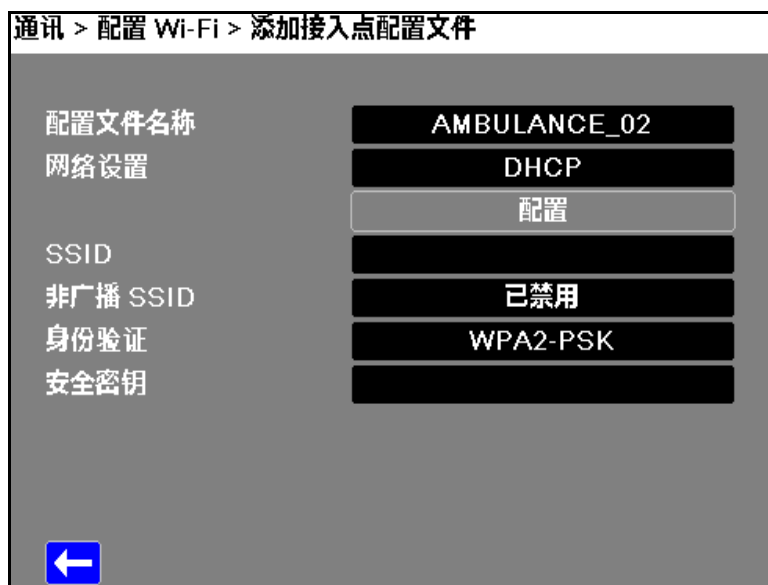 通讯 > 配置 Wi-Fi > 添加接入点配置文件
配置文件名称 AMBULANCE_02
网络设置 DHCP
配置
SSID
非广播 SSID 已禁用
身份验证 WPA2-PSK
安全密钥